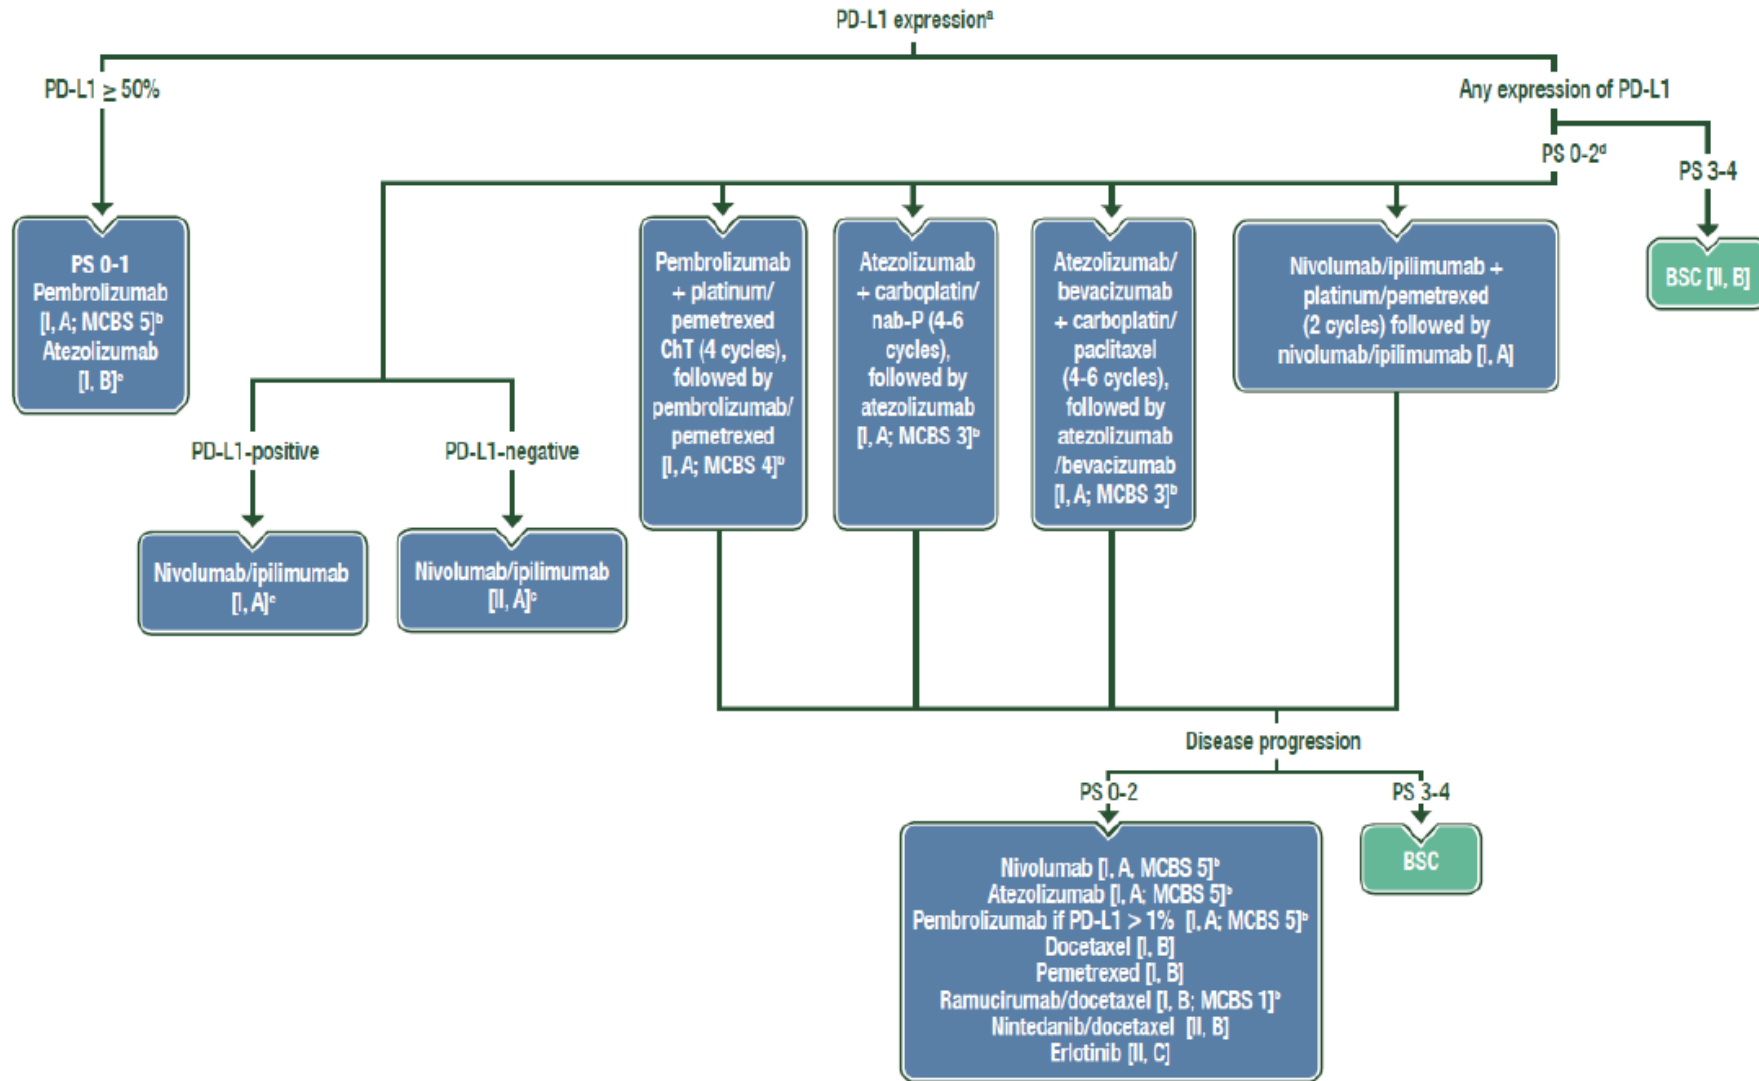 PD-L1 expressionᵃ
PD-L1 ≥ 50%
Any expression of PD-L1
PS 0-2ᵈ
PS 3-4
PS 0-1
Pembrolizumab
[I, A; MCBS 5]ᵇ
Atezolizumab
[I, B]ᶜ
PD-L1-positive
PD-L1-negative
Nivolumab/ipilimumab
[I, A]ᶜ
Nivolumab/ipilimumab
[II, A]ᶜ
Pembrolizumab
+ platinum/
pemetrexed
ChT (4 cycles),
followed by
pembrolizumab/
pemetrexed
[I, A; MCBS 4]ᵇ
Atezolizumab
+ carboplatin/
nab-P (4-6
cycles),
followed by
atezolizumab
[I, A; MCBS 3]ᵇ
Atezolizumab/
bevacizumab
+ carboplatin/
paclitaxel
(4-6 cycles),
followed by
atezolizumab
/bevacizumab
[I, A; MCBS 3]ᵇ
Nivolumab/ipilimumab +
platinum/pemetrexed
(2 cycles) followed by
nivolumab/ipilimumab [I, A]
BSC [II, B]
Disease progression
PS 0-2
PS 3-4
Nivolumab [I, A, MCBS 5]ᵇ
Atezolizumab [I, A; MCBS 5]ᵇ
Pembrolizumab if PD-L1 > 1% [I, A; MCBS 5]ᵇ
Docetaxel [I, B]
Pemetrexed [I, B]
Ramucirumab/docetaxel [I, B; MCBS 1]ᵇ
Nintedanib/docetaxel [II, B]
Erlotinib [II, C]
BSC